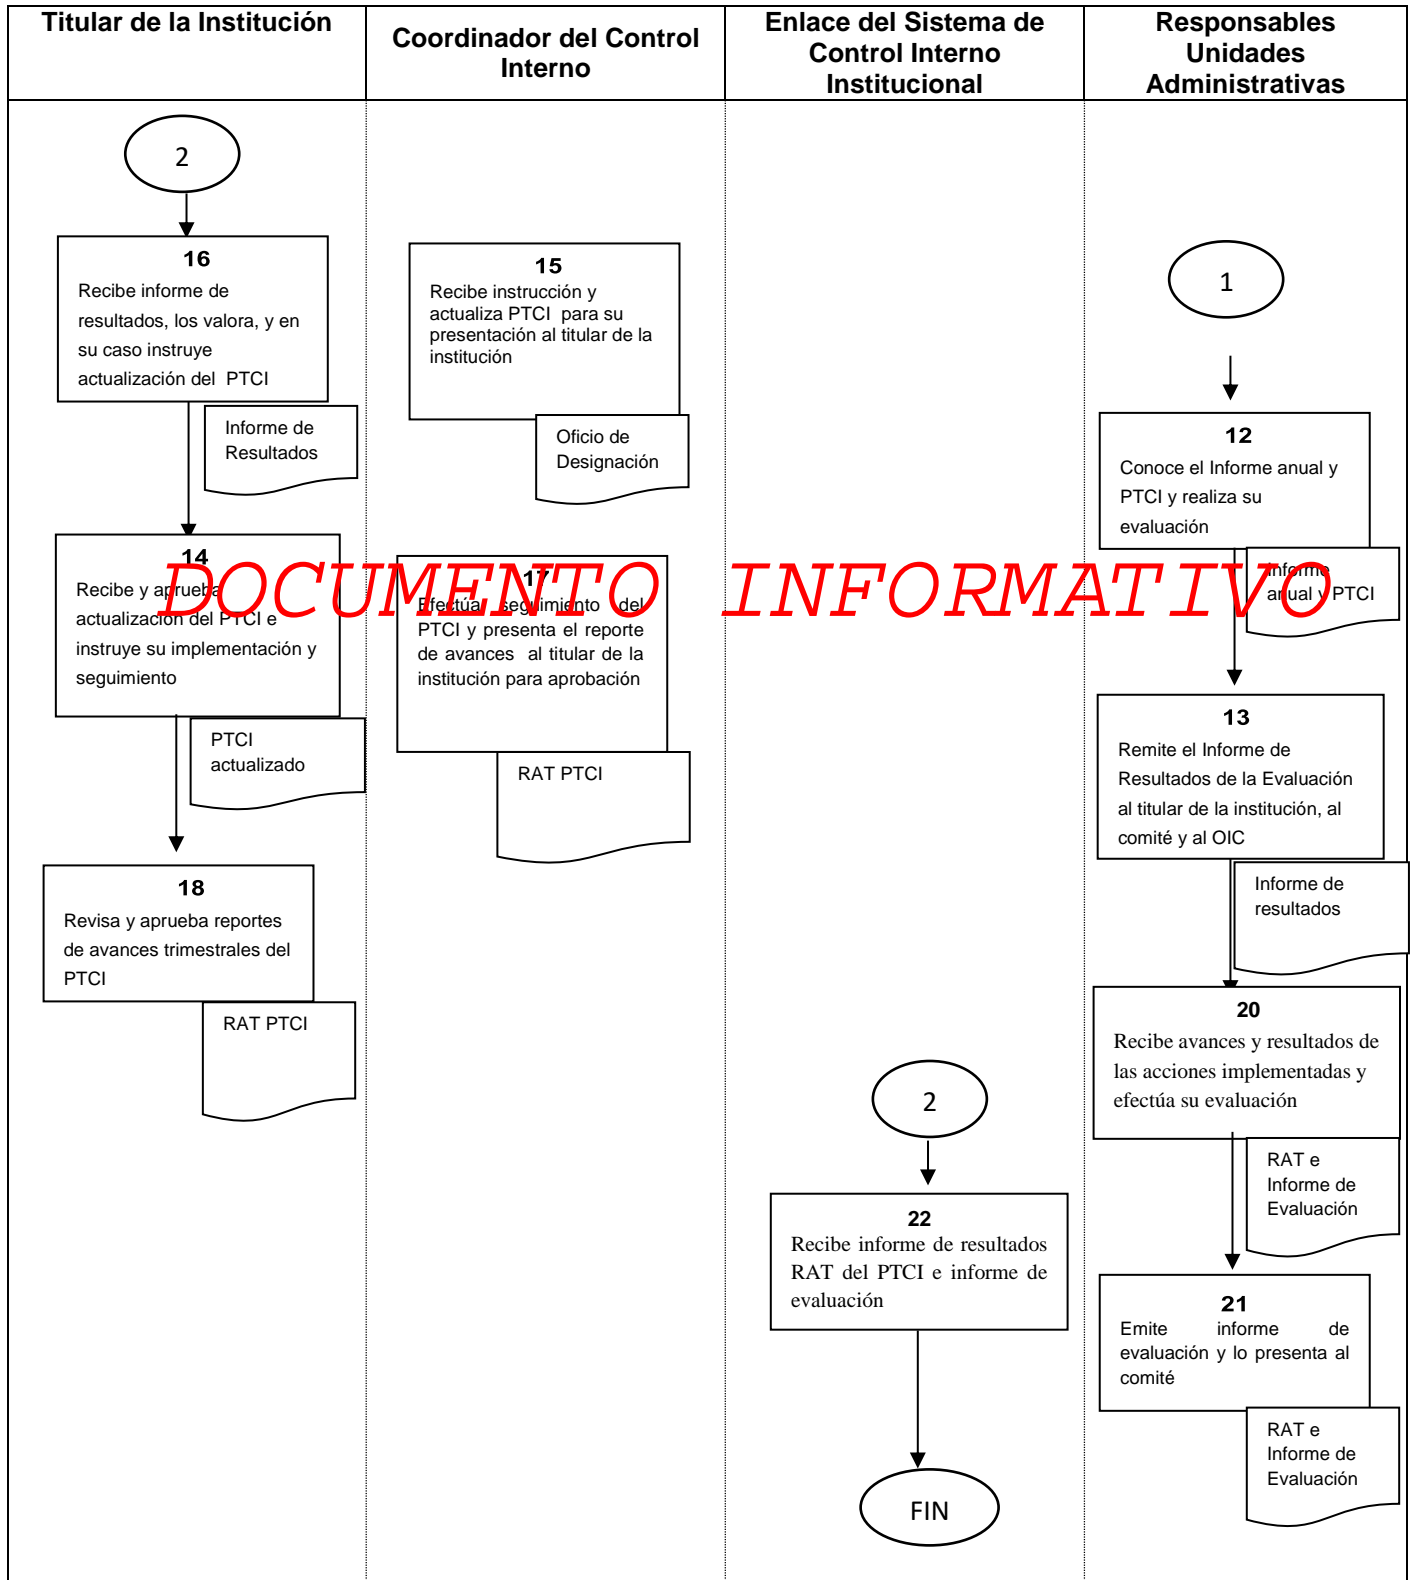 Titular de la Institución
Coordinador del Control
Interno
Enlace del Sistema de
Control Interno
Institucional
Responsables
Unidades
Administrativas
2
16
Recibe informe de
resultados, los valora, y en
su caso instruye
actualización del PTCI
Informe de
Resultados
14
Recibe y aprueba
actualización del PTCI e
instruye su implementación y
seguimiento
PTCI
actualizado
18
Revisa y aprueba reportes
de avances trimestrales del
PTCI
RAT PTCI
15
Recibe instrucción y
actualiza PTCI para su
presentación al titular de la
institución
Oficio de
Designación
17
Efectúa seguimiento del
PTCI y presenta el reporte
de avances al titular de la
institución para aprobación
RAT PTCI
2
22
Recibe informe de resultados
RAT del PTCI e informe de
evaluación
FIN
1
12
Conoce el Informe anual y
PTCI y realiza su
evaluación
Informe
anual y PTCI
13
Remite el Informe de
Resultados de la Evaluación
al titular de la institución, al
comité y al OIC
Informe de
resultados
20
Recibe avances y resultados de
las acciones implementadas y
efectúa su evaluación
RAT e
Informe de
Evaluación
21
Emite informe de
evaluación y lo presenta al
comité
RAT e
Informe de
Evaluación
DOCUMENTO INFORMATIVO